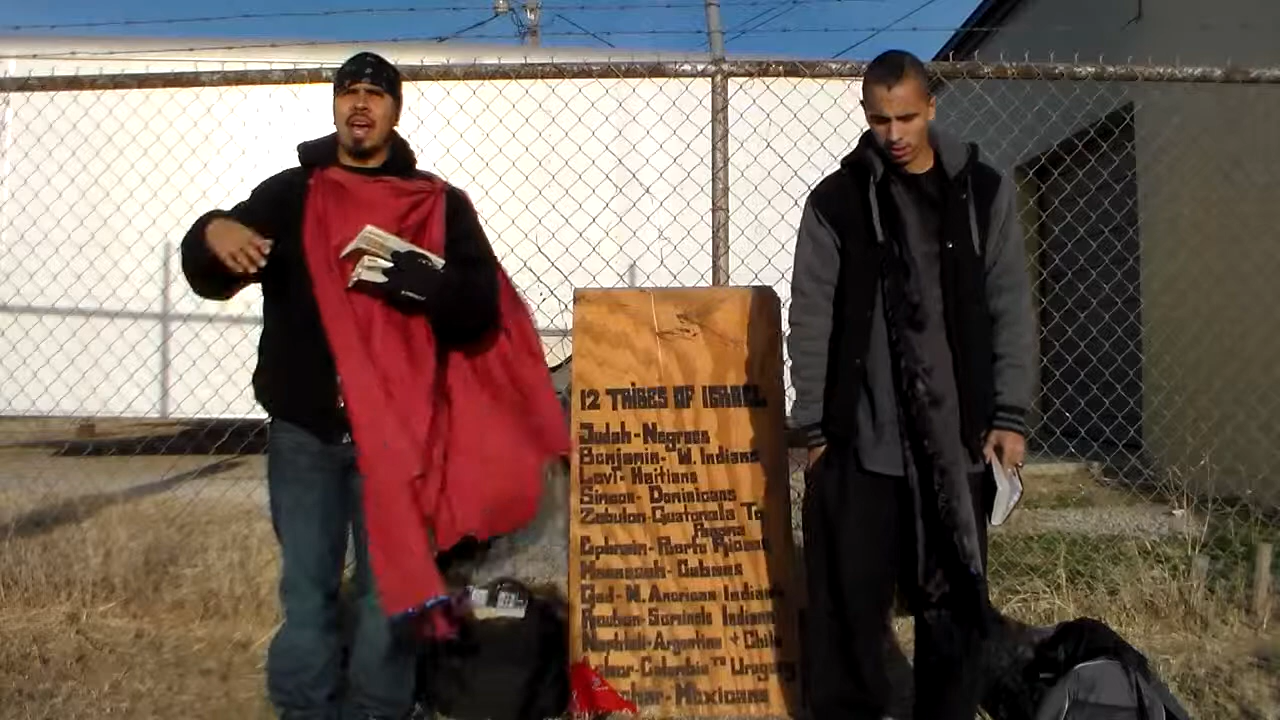 12 TRIBES OF ISRAEL
Judah-Negroes
Benjamin-W. Indians
Levi-Haitians
Simeon-Dominicans
Zebulon-Guatemala To
Panama
Ephraim-Puerto Ricans
Manasseh-Cubans
Gad-N. American Indians
Reuben-Seminole Indians
Naphtali-Argentina + Chile
Colombia To Uruguay
Mexicans